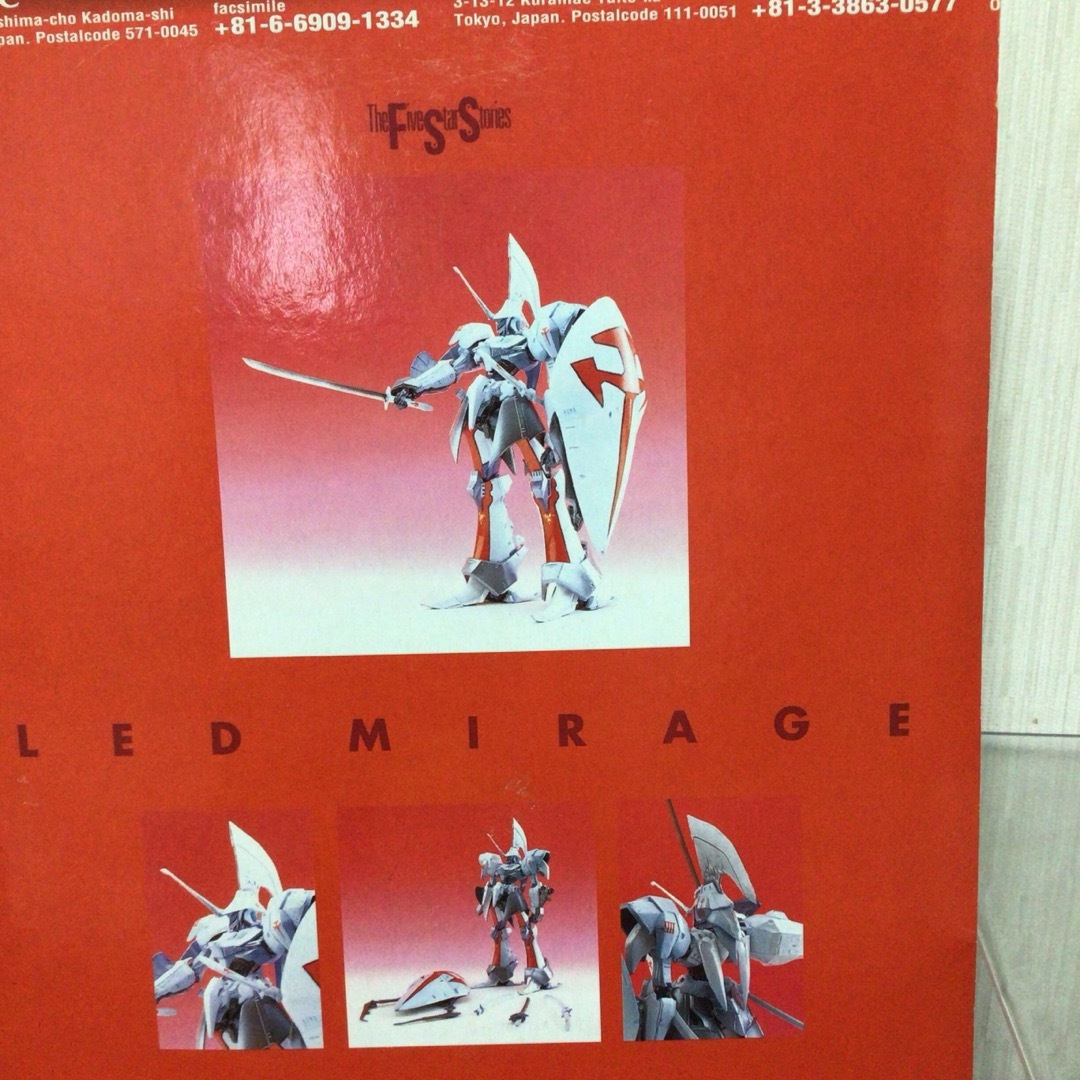 facsimile
shima-cho Kadoma-shi
pan. Postalcode 571-0045 +81-6-6909-1334
3-13-12 Kuramae Taito-ku
Tokyo, Japan. Postalcode 111-0051 +81-3-3863-0577
The Five Star Stories
LED MIRAGE